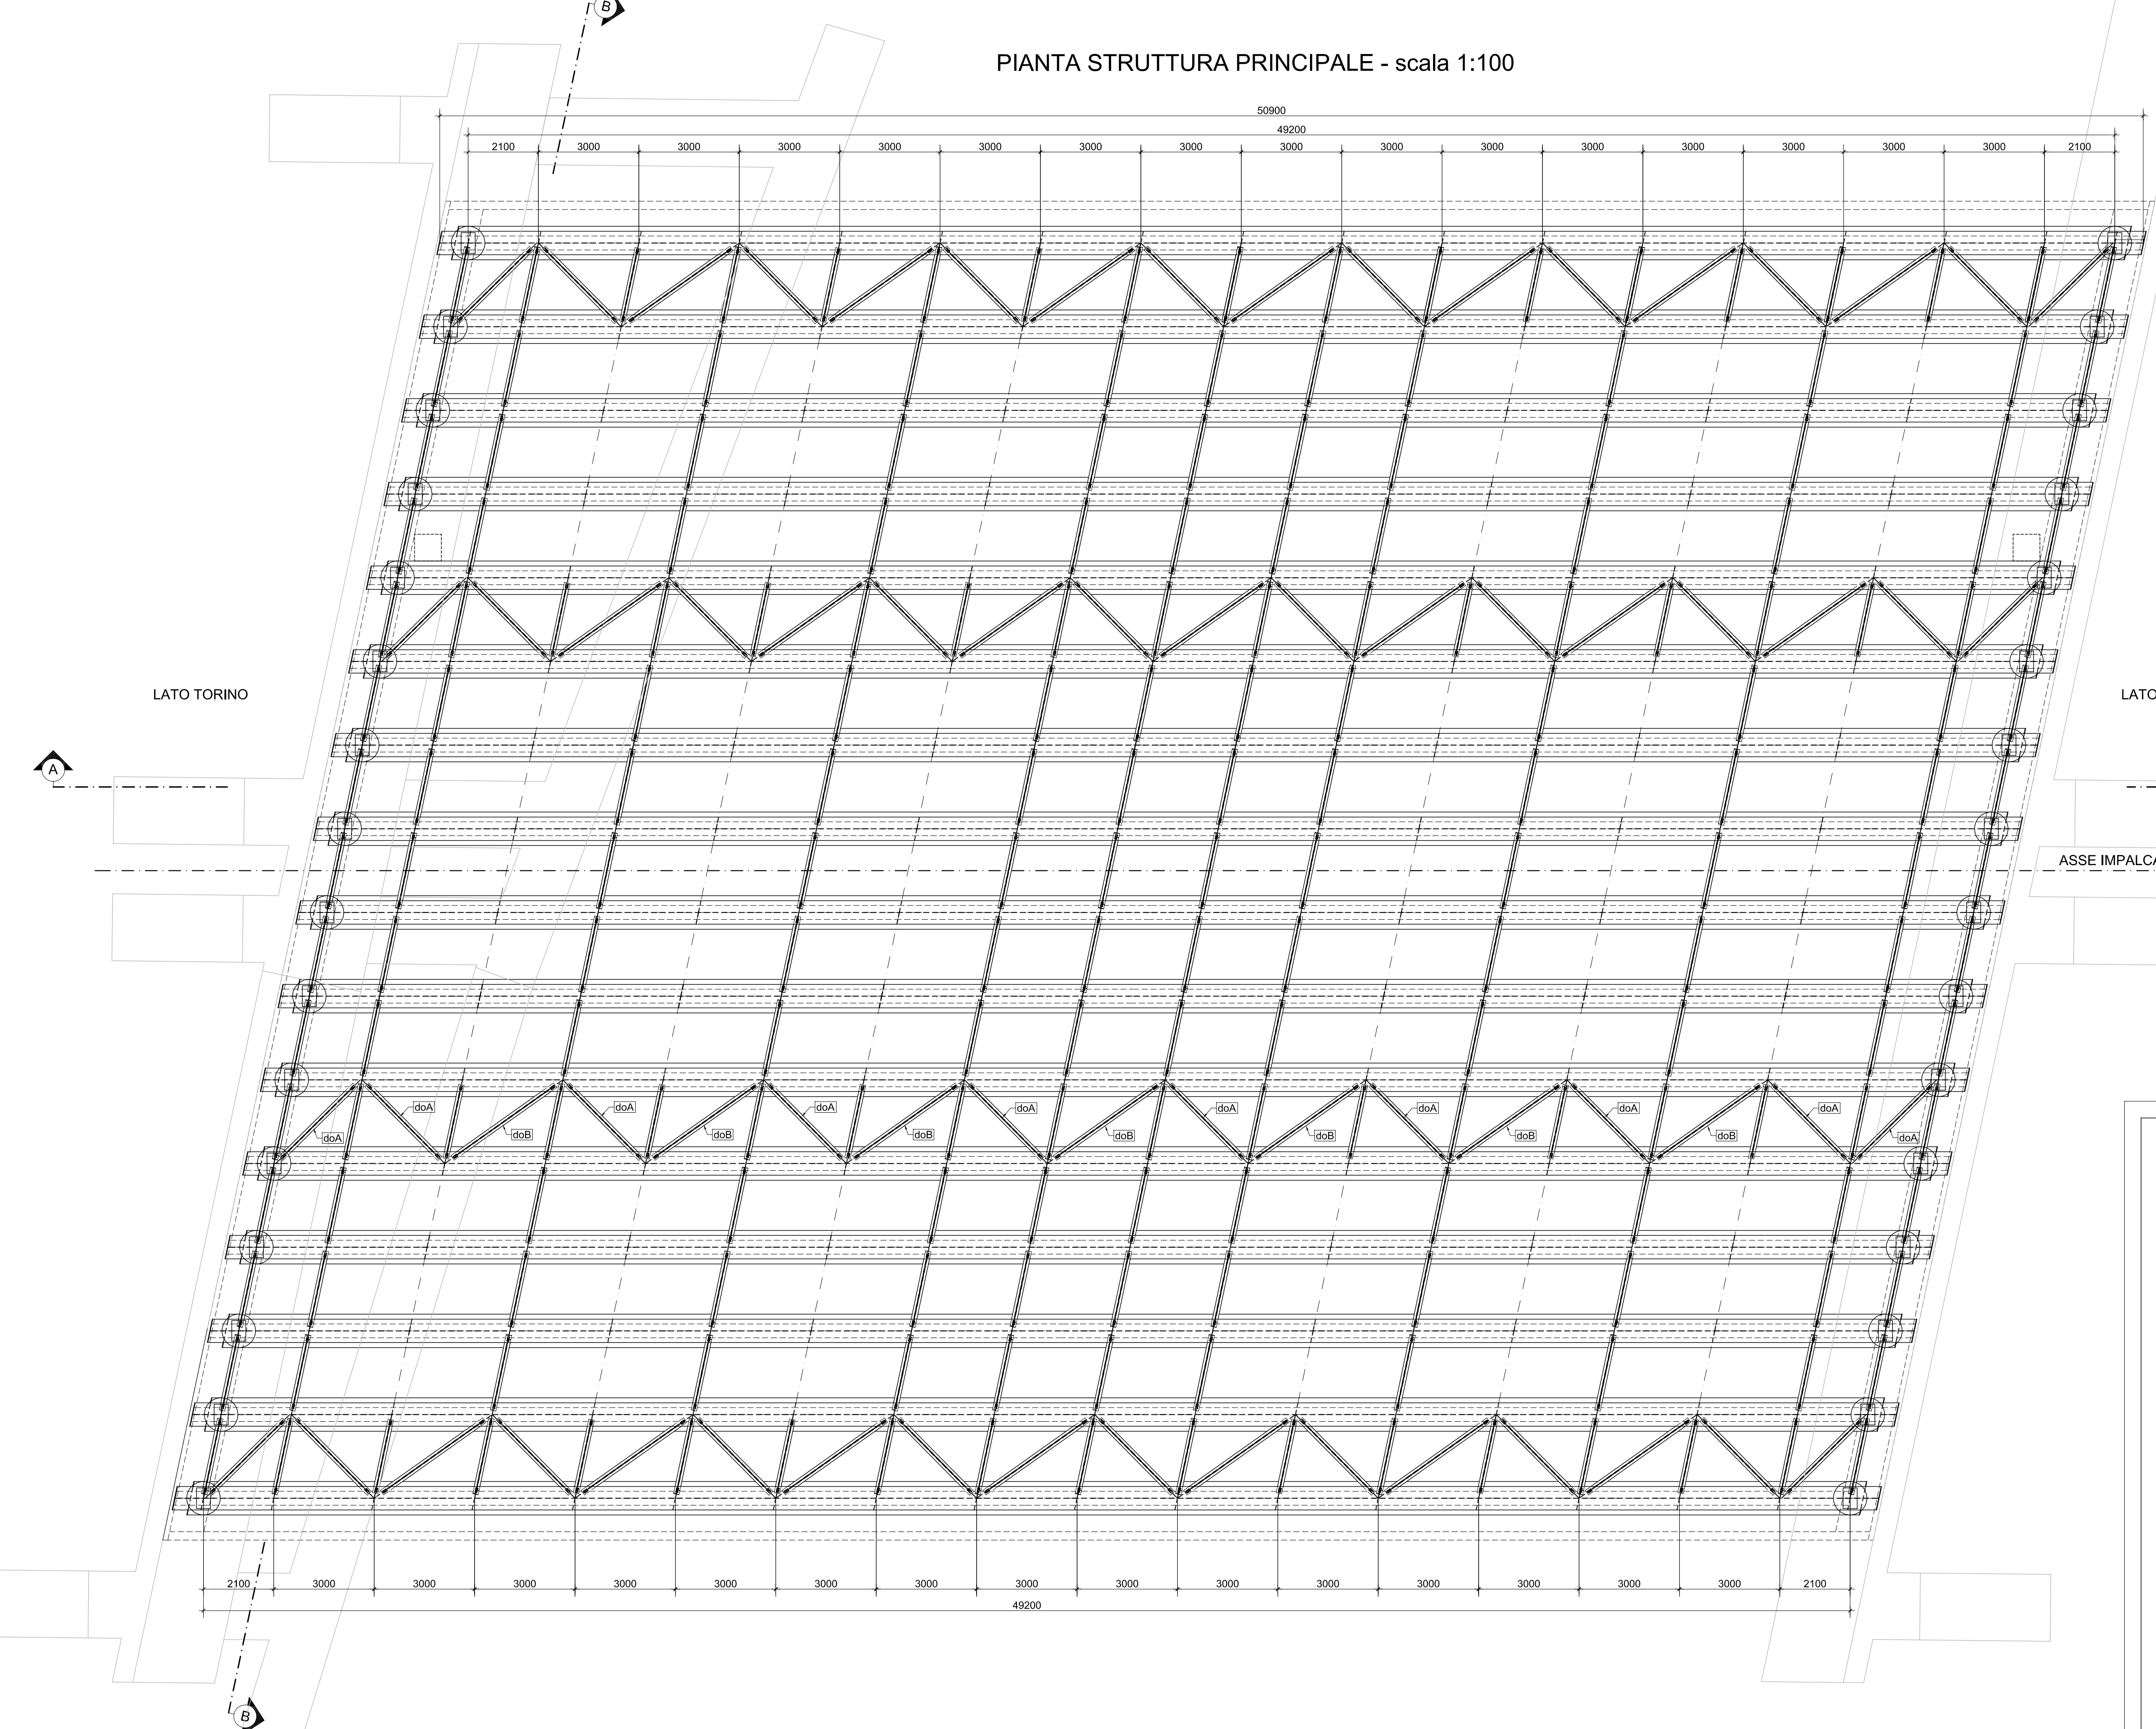 B
PIANTA STRUTTURA PRINCIPALE - scala 1:100
50900
49200
2100 3000 3000 3000 3000 3000 3000 3000 3000 3000 3000 3000 3000 3000 3000 3000 2100
LATO TORINO
LATO
A
ASSE IMPALCA
doA doA doA doA doA doA doA doA
doB doB doB doB doB doB doB
doA doA
2100 3000 3000 3000 3000 3000 3000 3000 3000 3000 3000 3000 3000 3000 3000 3000 2100
49200
B